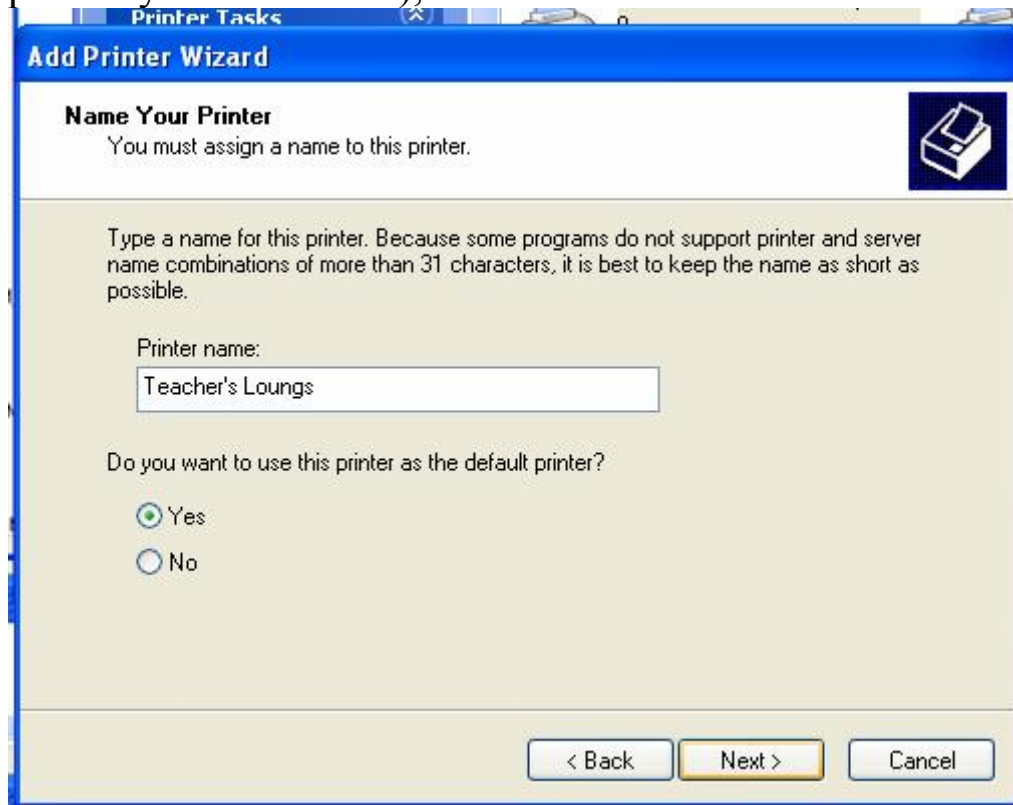 Printer Tasks
Add Printer Wizard
Name Your Printer
You must assign a name to this printer.
Type a name for this printer. Because some programs do not support printer and server
name combinations of more than 31 characters, it is best to keep the name as short as
possible.
Printer name:
Teacher's Loungs
Do you want to use this printer as the default printer?
Yes
No
< Back Next > Cancel